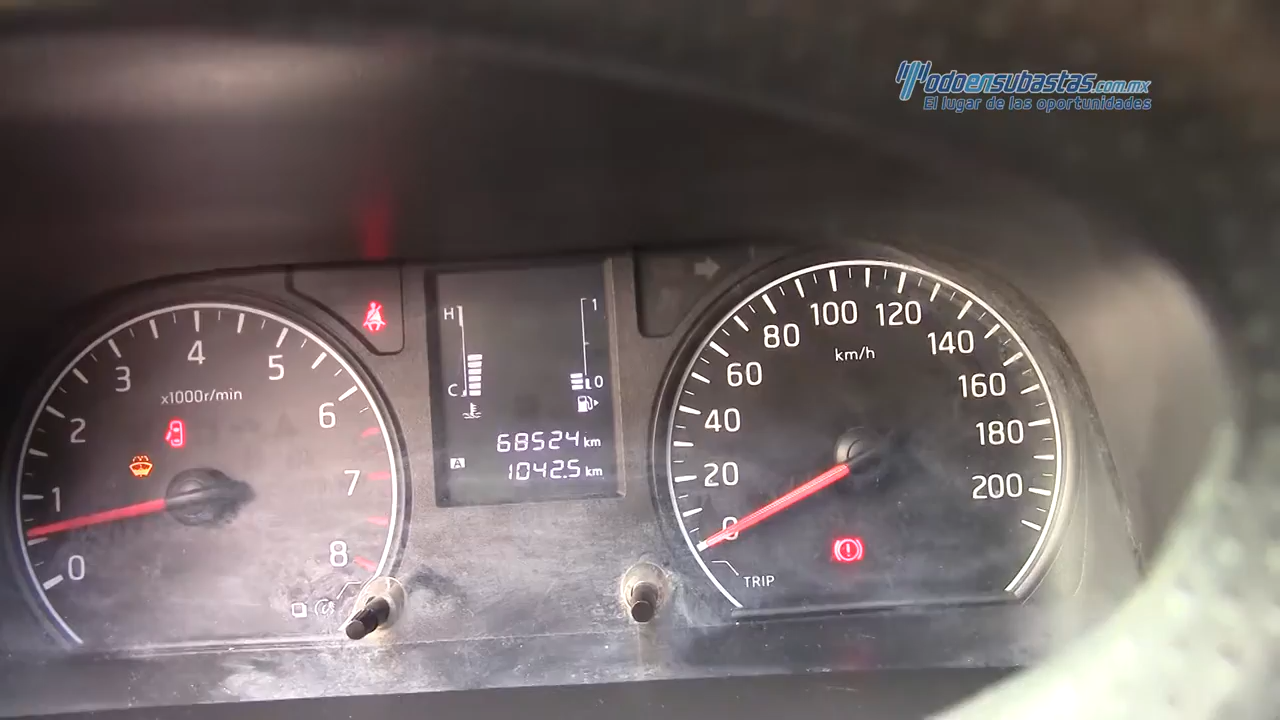 Todoensubastas.com.mx
El lugar de las oportunidades
0
1
2
3
4
5
6
7
8
x1000r/min
H
C
1
0
68524 km
A
1042.5 km
0
20
40
60
80
100
120
140
160
180
200
km/h
TRIP